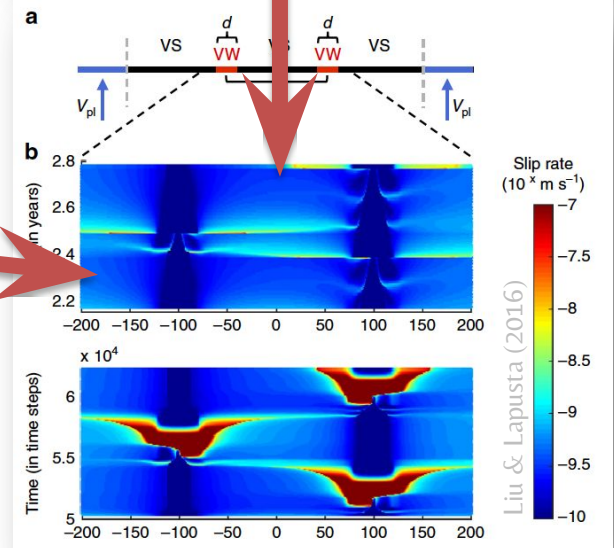 a
d
d
VS
VW
VW
VS
Vpl
Vpl
b
2.8
2.6
2.4
2.2
in years)
−200 −150 −100 −50 0 50 100 150 200
Slip rate
(10 ˣ m s⁻¹)
−7
−7.5
−8
−8.5
−9
−9.5
−10
x 10⁴
6
5.5
5
Time (in time steps)
−200 −150 −100 −50 0 50 100 150 200
Liu & Lapusta (2016)